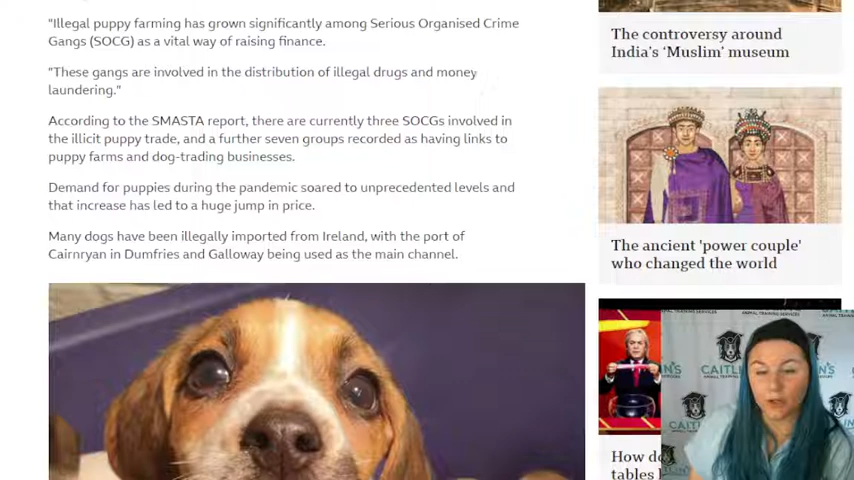 "Illegal puppy farming has grown significantly among Serious Organised Crime
Gangs (SOCG) as a vital way of raising finance.
"These gangs are involved in the distribution of illegal drugs and money
laundering."
According to the SMASTA report, there are currently three SOCGs involved in
the illicit puppy trade, and a further seven groups recorded as having links to
puppy farms and dog-trading businesses.
Demand for puppies during the pandemic soared to unprecedented levels and
that increase has led to a huge jump in price.
Many dogs have been illegally imported from Ireland, with the port of
Cairnryan in Dumfries and Galloway being used as the main channel.
The controversy around
India's 'Muslim' museum
The ancient 'power couple'
who changed the world
How
tables
CAITLIN'S
ANIMAL TRAINING SERVICES